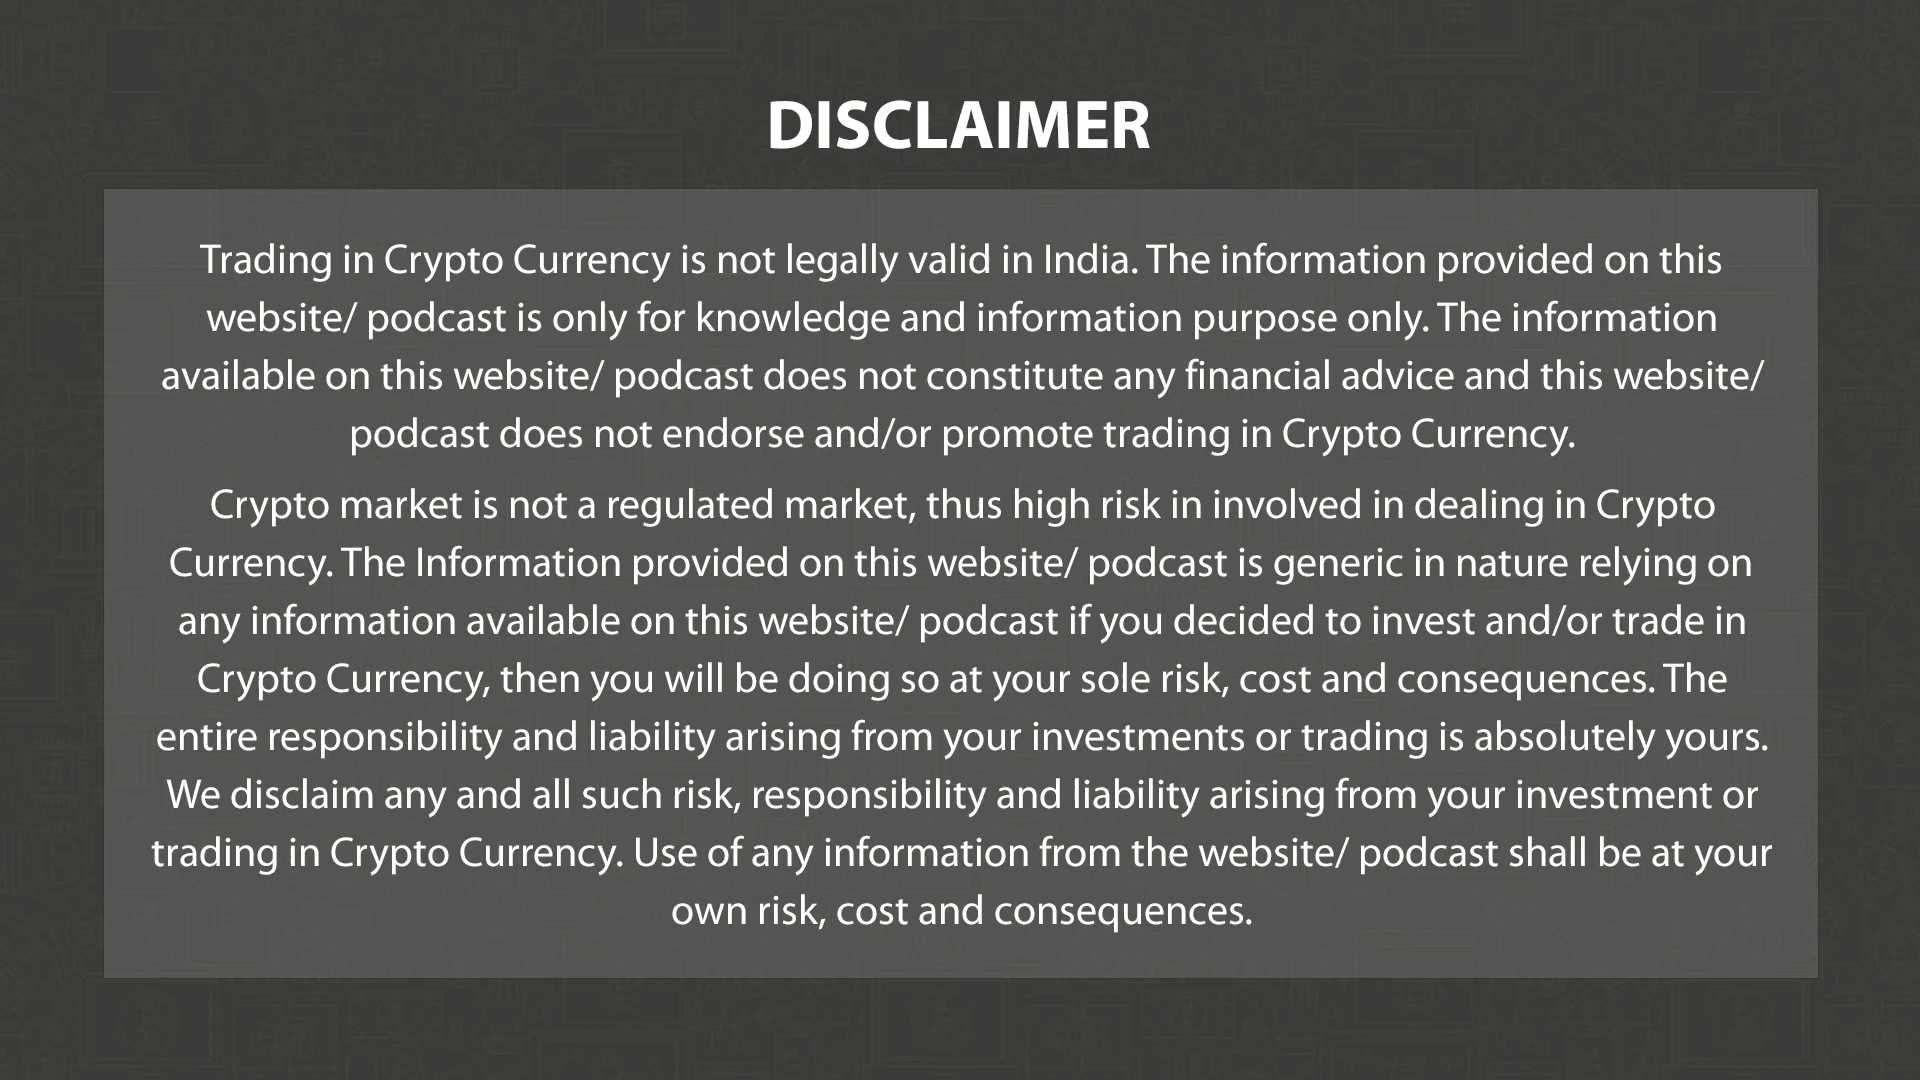 DISCLAIMER
Trading in Crypto Currency is not legally valid in India. The information provided on this
website/ podcast is only for knowledge and information purpose only. The information
available on this website/ podcast does not constitute any financial advice and this website/
podcast does not endorse and/or promote trading in Crypto Currency.
Crypto market is not a regulated market, thus high risk in involved in dealing in Crypto
Currency. The Information provided on this website/ podcast is generic in nature relying on
any information available on this website/ podcast if you decided to invest and/or trade in
Crypto Currency, then you will be doing so at your sole risk, cost and consequences. The
entire responsibility and liability arising from your investments or trading is absolutely yours.
We disclaim any and all such risk, responsibility and liability arising from your investment or
trading in Crypto Currency. Use of any information from the website/ podcast shall be at your
own risk, cost and consequences.